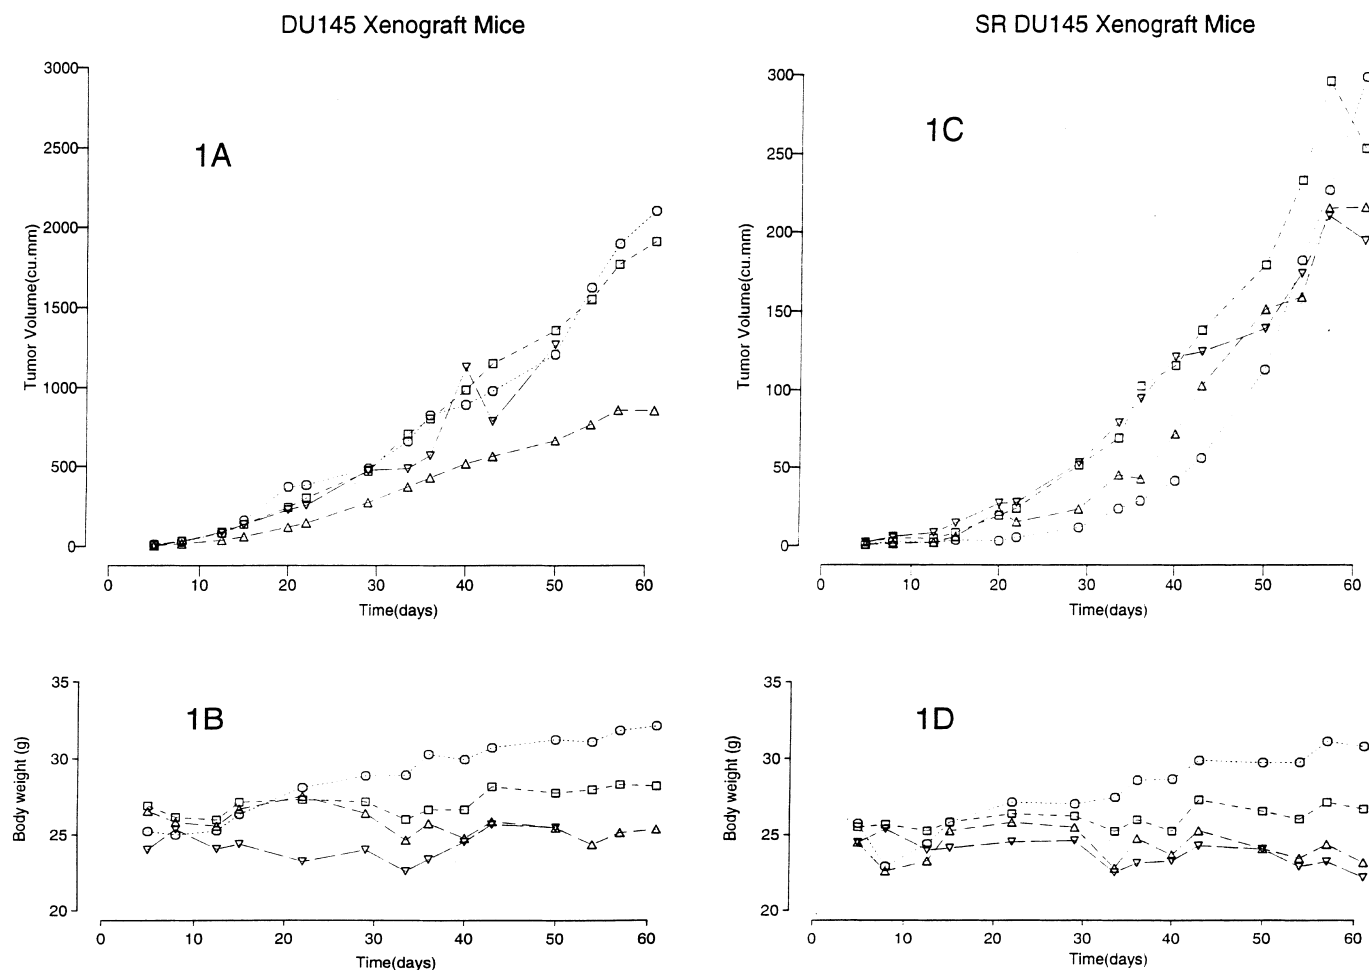 DU145 Xenograft Mice
SR DU145 Xenograft Mice
1A
Tumor Volume(cu.mm)
3000
2500
2000
1500
1000
500
0
0 10 20 30 40 50 60
Time(days)
1C
Tumor Volume(cu.mm)
300
250
200
150
100
50
0
0 10 20 30 40 50 60
Time(days)
1B
Body weight (g)
35
30
25
20
0 10 20 30 40 50 60
Time(days)
1D
Body weight (g)
35
30
25
20
0 10 20 30 40 50 60
Time(days)